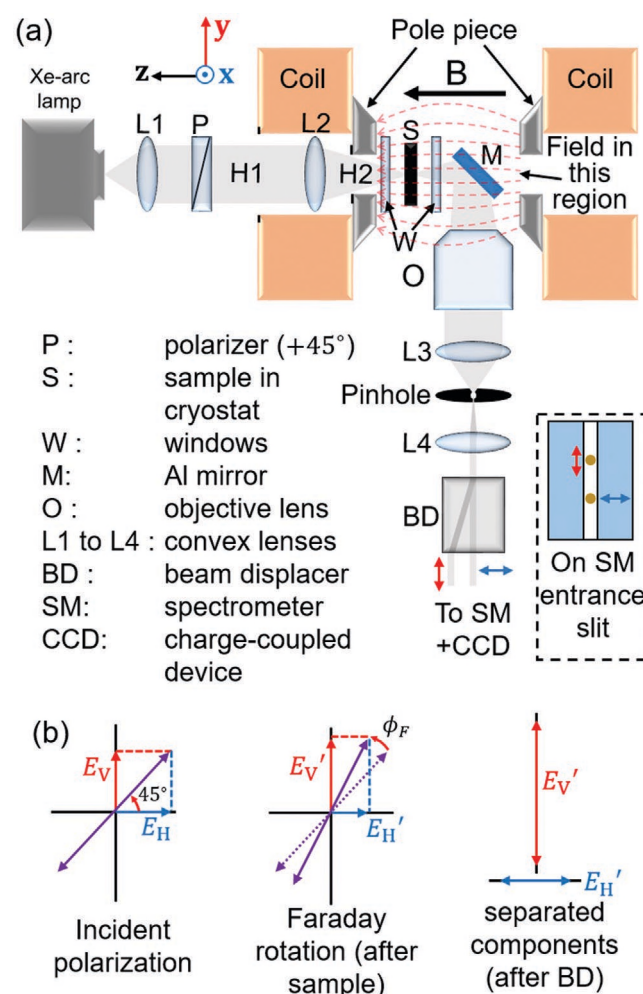 (a)
y
z
x
Xe-arc
lamp
L1
P
H1
L2
Coil
Pole piece
B
Coil
H2
S
M
W
O
Field in
this
region
P : polarizer (+45°)
S : sample in
cryostat
W : windows
M: Al mirror
O : objective lens
L1 to L4 : convex lenses
BD : beam displacer
SM: spectrometer
CCD: charge-coupled
device
L3
Pinhole
L4
BD
To SM
+CCD
On SM
entrance
slit
(b)
E_V
45°
E_H
Incident
polarization
E_V′
ϕ_F
E_H′
Faraday
rotation (after
sample)
E_V′
E_H′
separated
components
(after BD)